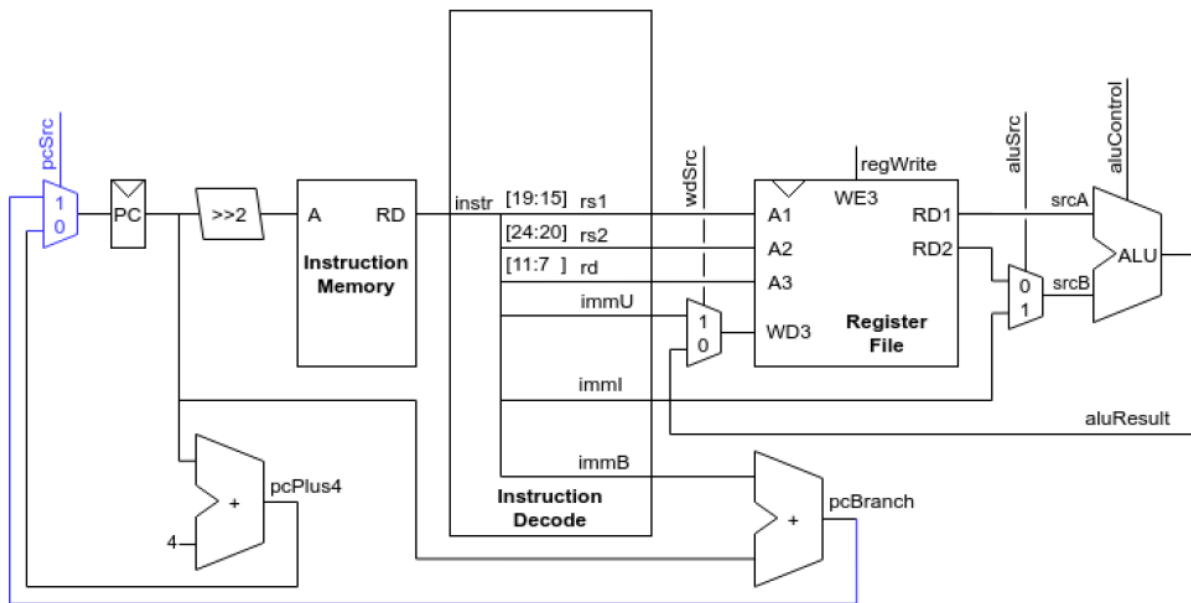 pcSrc
1
0
PC
>>2
A RD
Instruction
Memory
instr
[19:15] rs1
[24:20] rs2
[11:7 ] rd
immU
immI
immB
Instruction
Decode
wdSrc
1
0
regWrite
WE3
A1 RD1
A2 RD2
A3
WD3
Register
File
aluSrc
0
1
srcA
srcB
aluControl
ALU
aluResult
+
4
pcPlus4
+
pcBranch